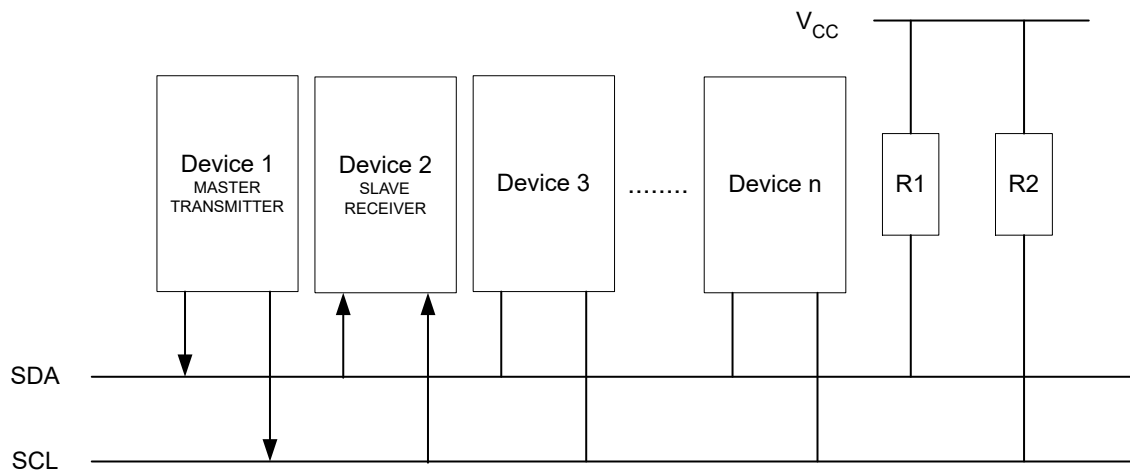 VCC
Device 1
MASTER
TRANSMITTER
Device 2
SLAVE
RECEIVER
Device 3
........
Device n
R1
R2
SDA
SCL